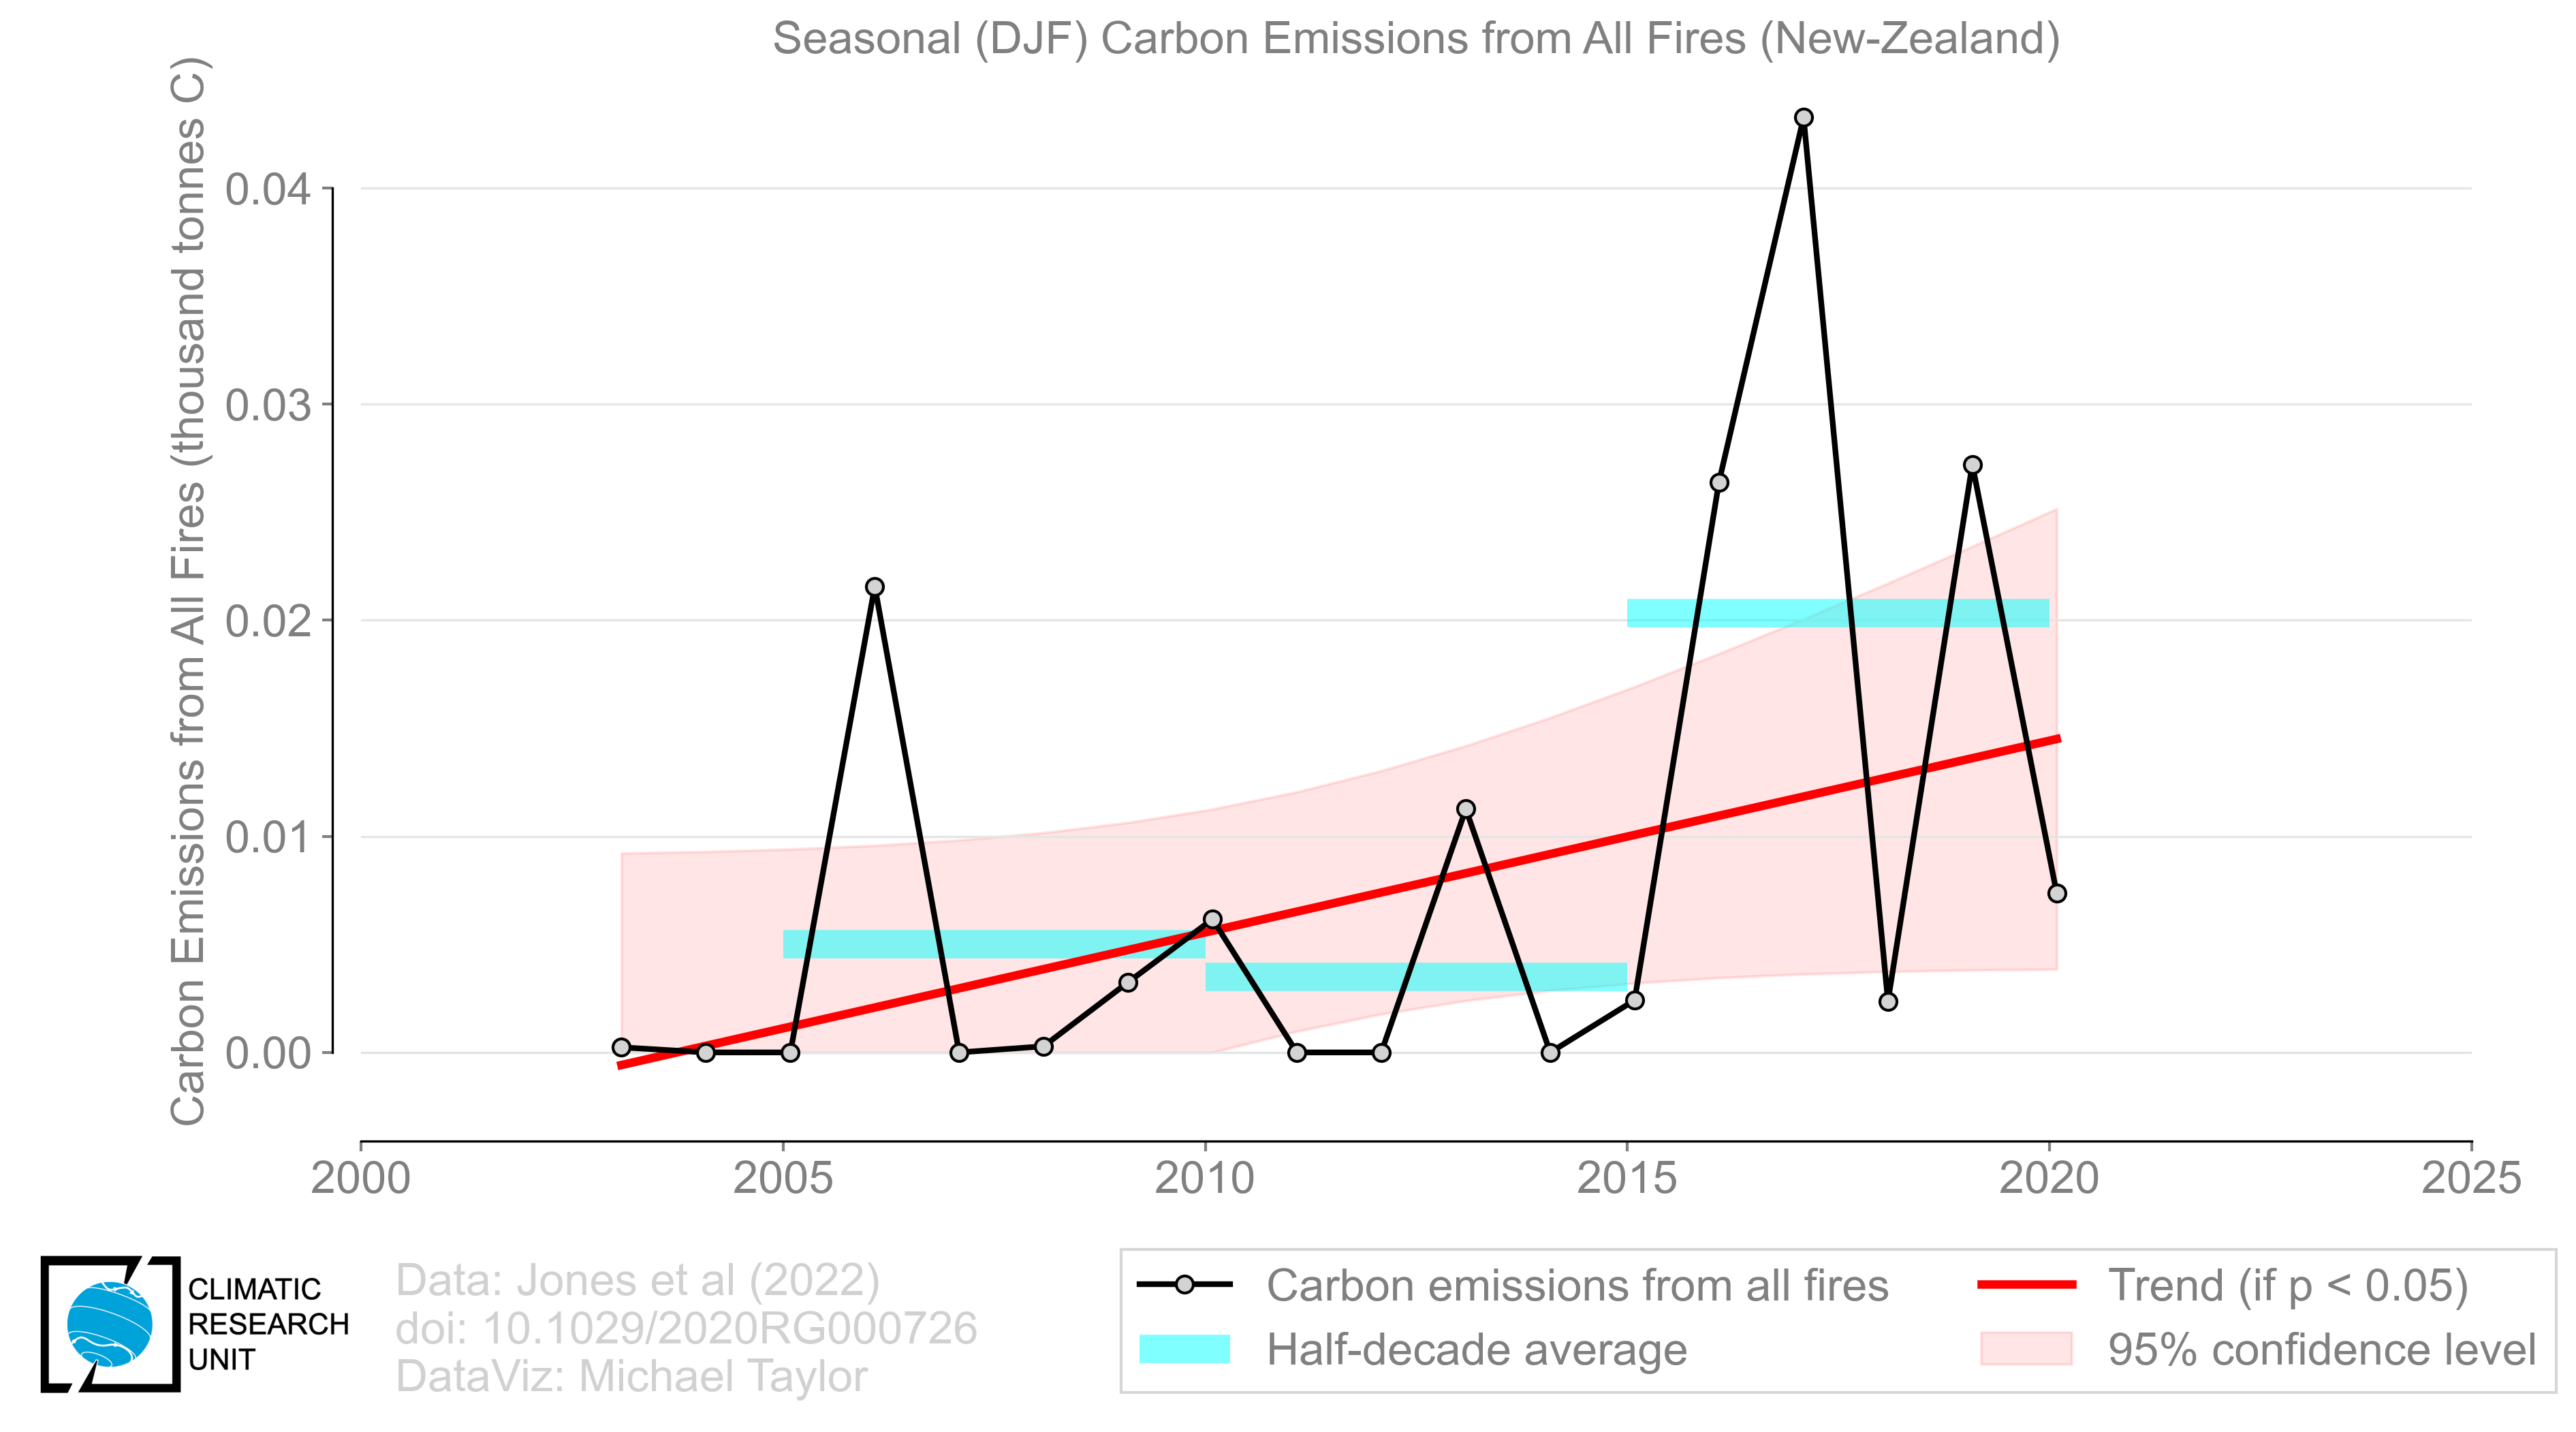 Seasonal (DJF) Carbon Emissions from All Fires (New-Zealand)
Carbon Emissions from All Fires (thousand tonnes C)
0.04
0.03
0.02
0.01
0.00
2000 2005 2010 2015 2020 2025
CLIMATIC
RESEARCH
UNIT
Data: Jones et al (2022)
doi: 10.1029/2020RG000726
DataViz: Michael Taylor
Carbon emissions from all fires
Half-decade average
Trend (if p < 0.05)
95% confidence level